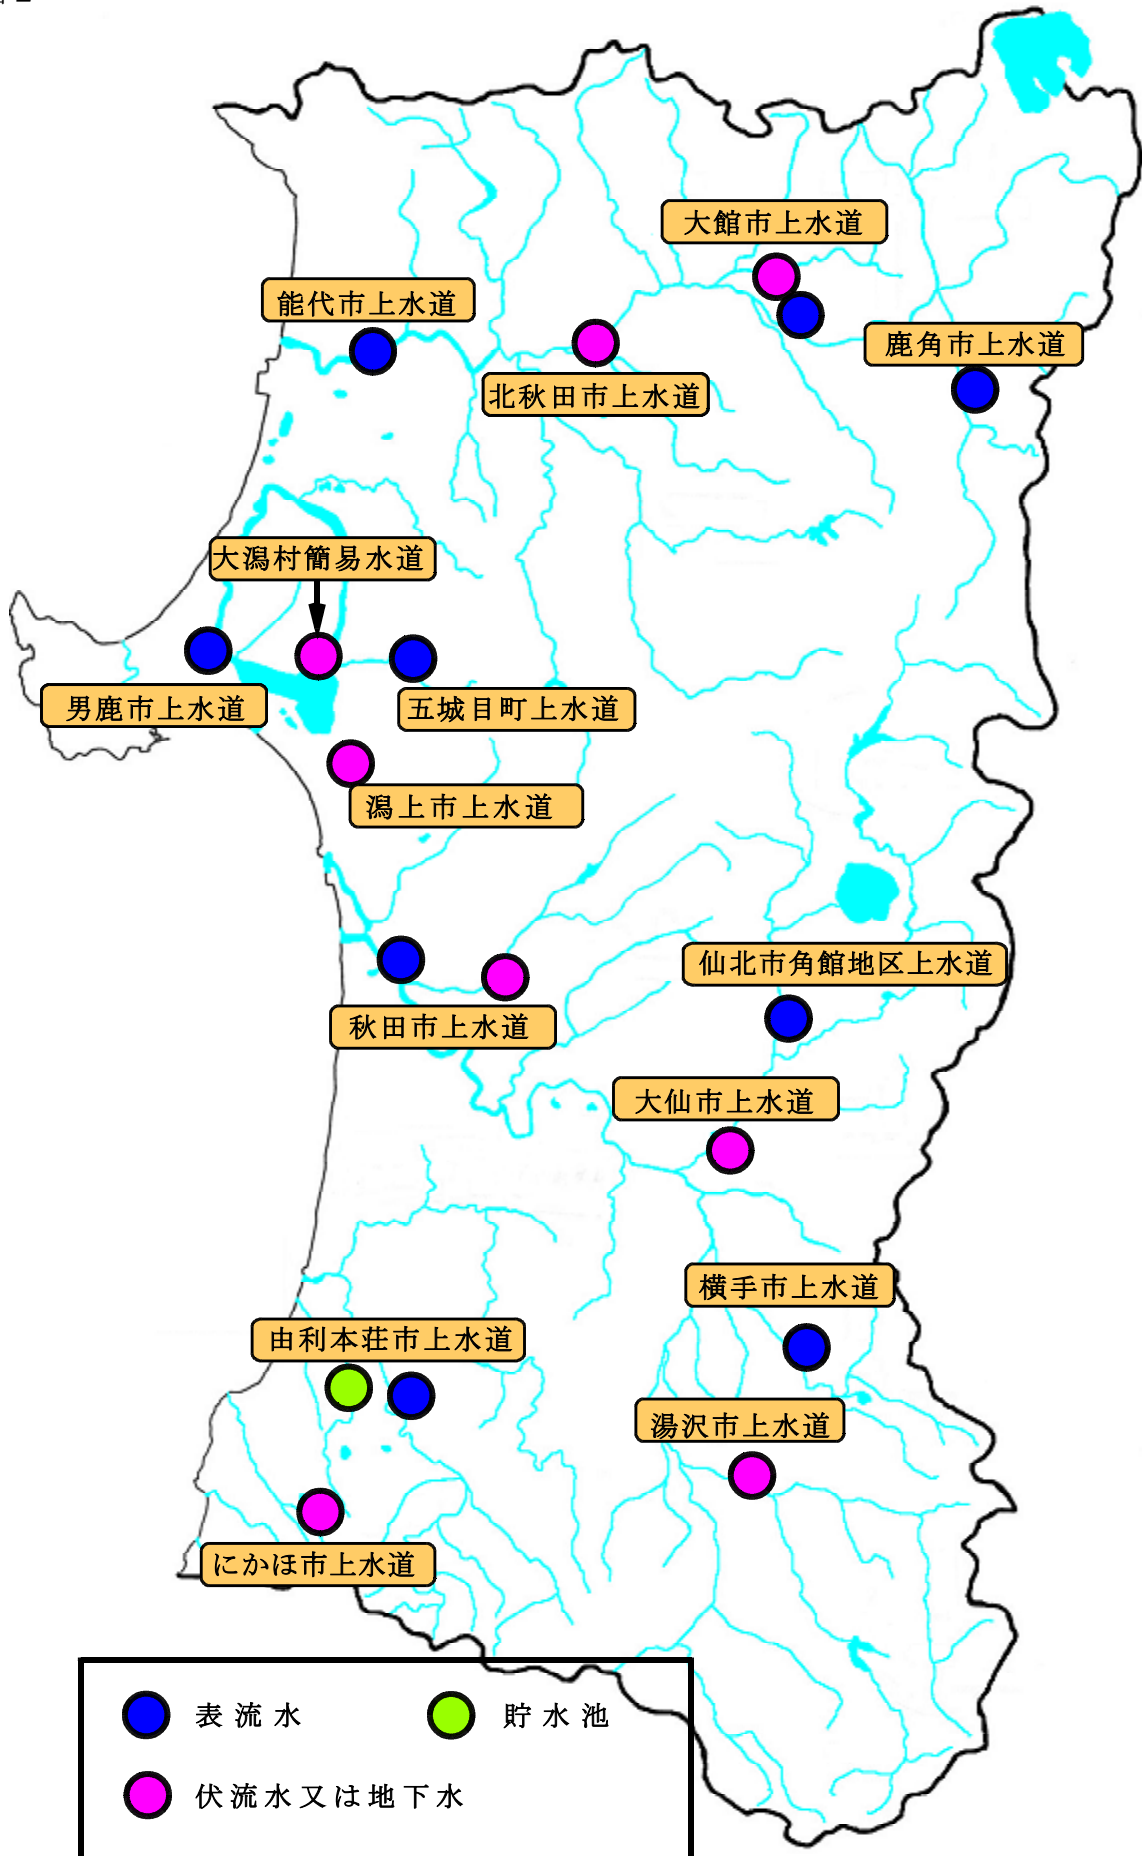 大館市上水道
能代市上水道
鹿角市上水道
北秋田市上水道
大潟村簡易水道
男鹿市上水道
五城目町上水道
潟上市上水道
仙北市角館地区上水道
秋田市上水道
大仙市上水道
横手市上水道
由利本荘市上水道
湯沢市上水道
にかほ市上水道
表流水
貯水池
伏流水又は地下水